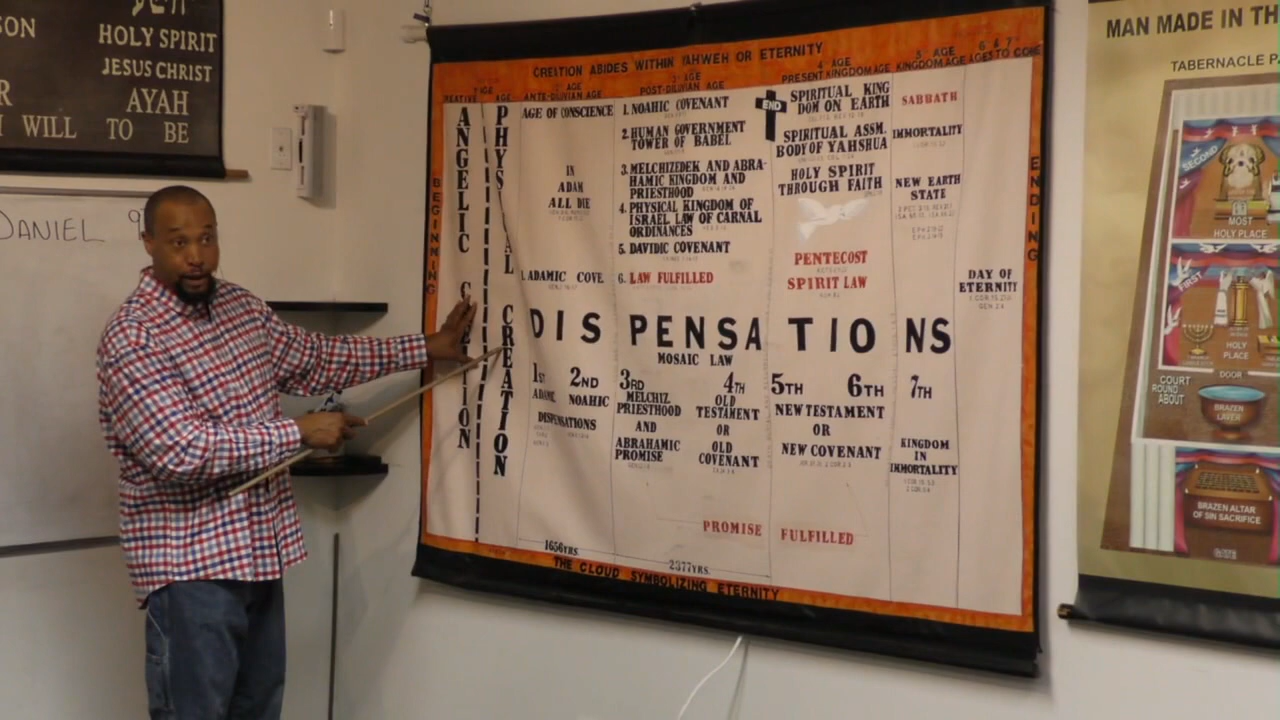 SON
HOLY SPIRIT
JESUS CHRIST
R AYAH
I WILL TO BE
DANIEL 9
CREATION ABIDES WITHIN YAHWEH OR ETERNITY
BEGINNING
ENDING
AGE
ANTE-DILUVIAN AGE
AGE
POST-DILUVIAN AGE
4 AGE
PRESENT KINGDOM AGE
5 AGE
KINGDOM AGE
6 & 7
AGES TO COME
ANGELIC CREATION
PHYSICAL CREATION
AGE OF CONSCIENCE
IN
ADAM
ALL DIE
1. ADAMIC COVE.
1. NOAHIC COVENANT
2. HUMAN GOVERNMENT
TOWER OF BABEL
3. MELCHIZEDEK AND ABRA-
HAMIC KINGDOM AND
PRIESTHOOD
4. PHYSICAL KINGDOM OF
ISRAEL LAW OF CARNAL
ORDINANCES
5. DAVIDIC COVENANT
6. LAW FULFILLED
END
SPIRITUAL KING
DOM ON EARTH
SPIRITUAL ASSM.
BODY OF YAHSHUA
HOLY SPIRIT
THROUGH FAITH
PENTECOST
SPIRIT LAW
SABBATH
IMMORTALITY
NEW EARTH
STATE
DAY OF
ETERNITY
DISPENSATIONS
MOSAIC LAW
1ST 2ND 3RD 4TH 5TH 6TH 7TH
ADAMIC NOAHIC
DISPENSATIONS
MELCHIZ
PRIESTHOOD
AND
ABRAHAMIC
PROMISE
OLD
TESTAMENT
OR
OLD
COVENANT
NEW TESTAMENT
OR
NEW COVENANT
KINGDOM
IN
IMMORTALITY
PROMISE FULFILLED
1656YRS.
2377YRS.
THE CLOUD SYMBOLIZING ETERNITY
MAN MADE IN TH
TABERNACLE PA
SECOND
MOST
HOLY PLACE
FIRST
HOLY
PLACE
DOOR
COURT
ROUND
ABOUT
BRAZEN
LAVER
BRAZEN ALTAR
OF SIN SACRIFICE
GATE